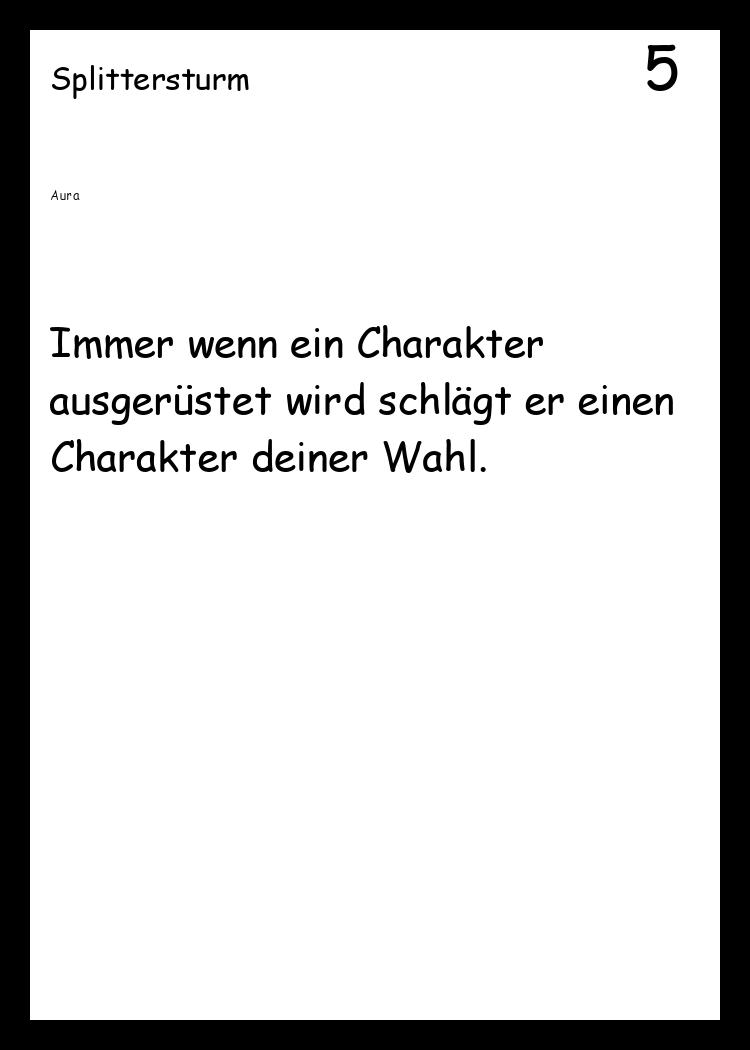 Splittersturm
5
Aura
Immer wenn ein Charakter
ausgerüstet wird schlägt er einen
Charakter deiner Wahl.